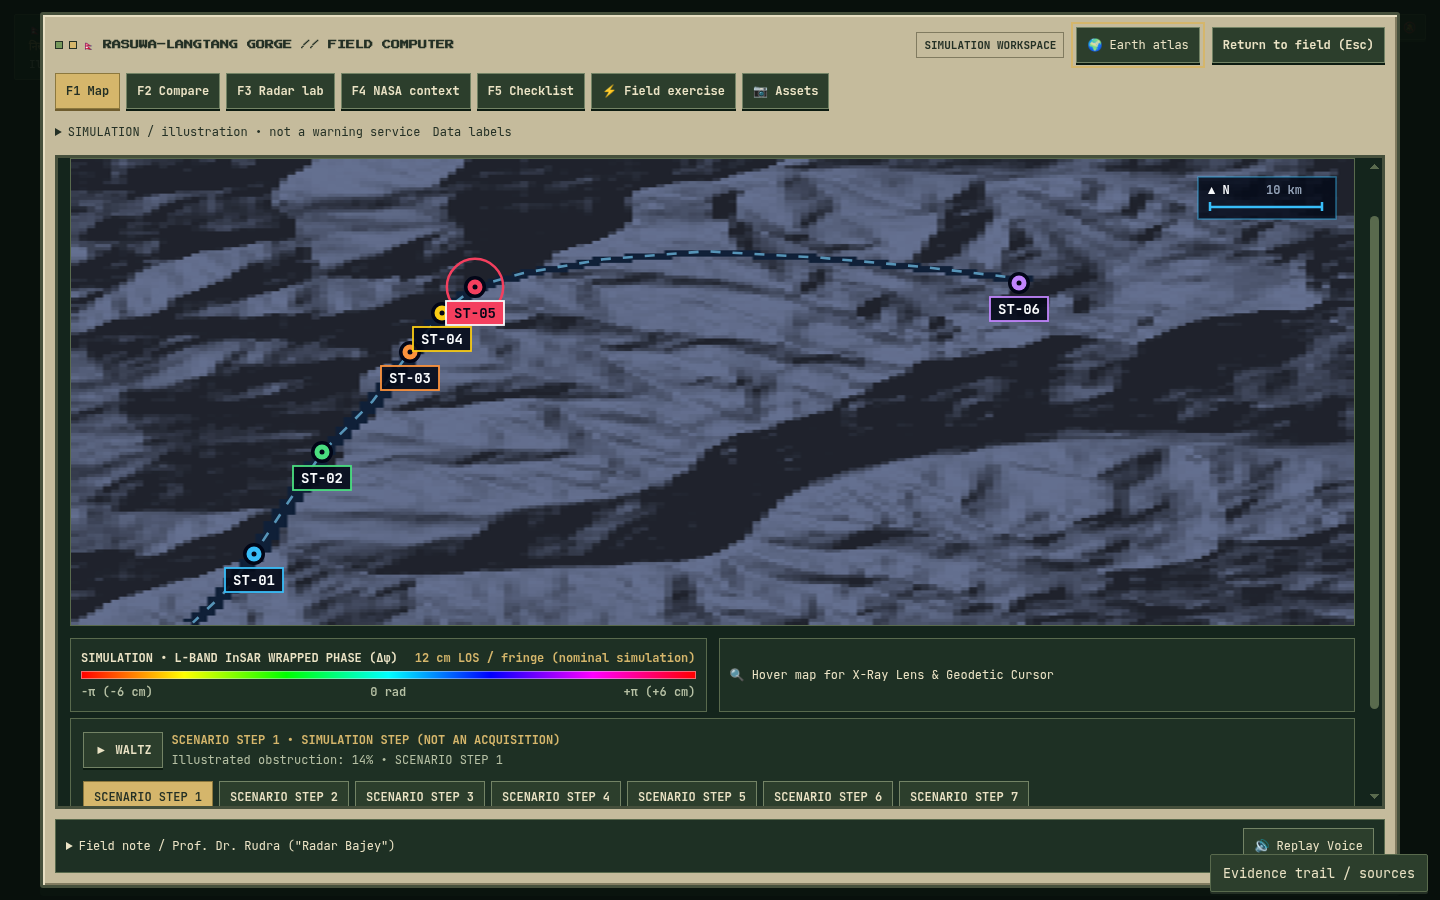 RASUWA-LANGTANG GORGE // FIELD COMPUTER
SIMULATION WORKSPACE
Earth atlas
Return to field (Esc)
F1 Map
F2 Compare
F3 Radar lab
F4 NASA context
F5 Checklist
Field exercise
Assets
SIMULATION / illustration • not a warning service Data labels
▲ N 10 km
ST-05
ST-06
ST-04
ST-03
ST-02
ST-01
SIMULATION • L-BAND InSAR WRAPPED PHASE (Δφ) 12 cm LOS / fringe (nominal simulation)
-π (-6 cm) 0 rad +π (+6 cm)
Hover map for X-Ray Lens & Geodetic Cursor
► WALTZ
SCENARIO STEP 1 • SIMULATION STEP (NOT AN ACQUISITION)
Illustrated obstruction: 14% • SCENARIO STEP 1
SCENARIO STEP 1
SCENARIO STEP 2
SCENARIO STEP 3
SCENARIO STEP 4
SCENARIO STEP 5
SCENARIO STEP 6
SCENARIO STEP 7
Field note / Prof. Dr. Rudra ("Radar Bajey")
Replay Voice
Evidence trail / sources